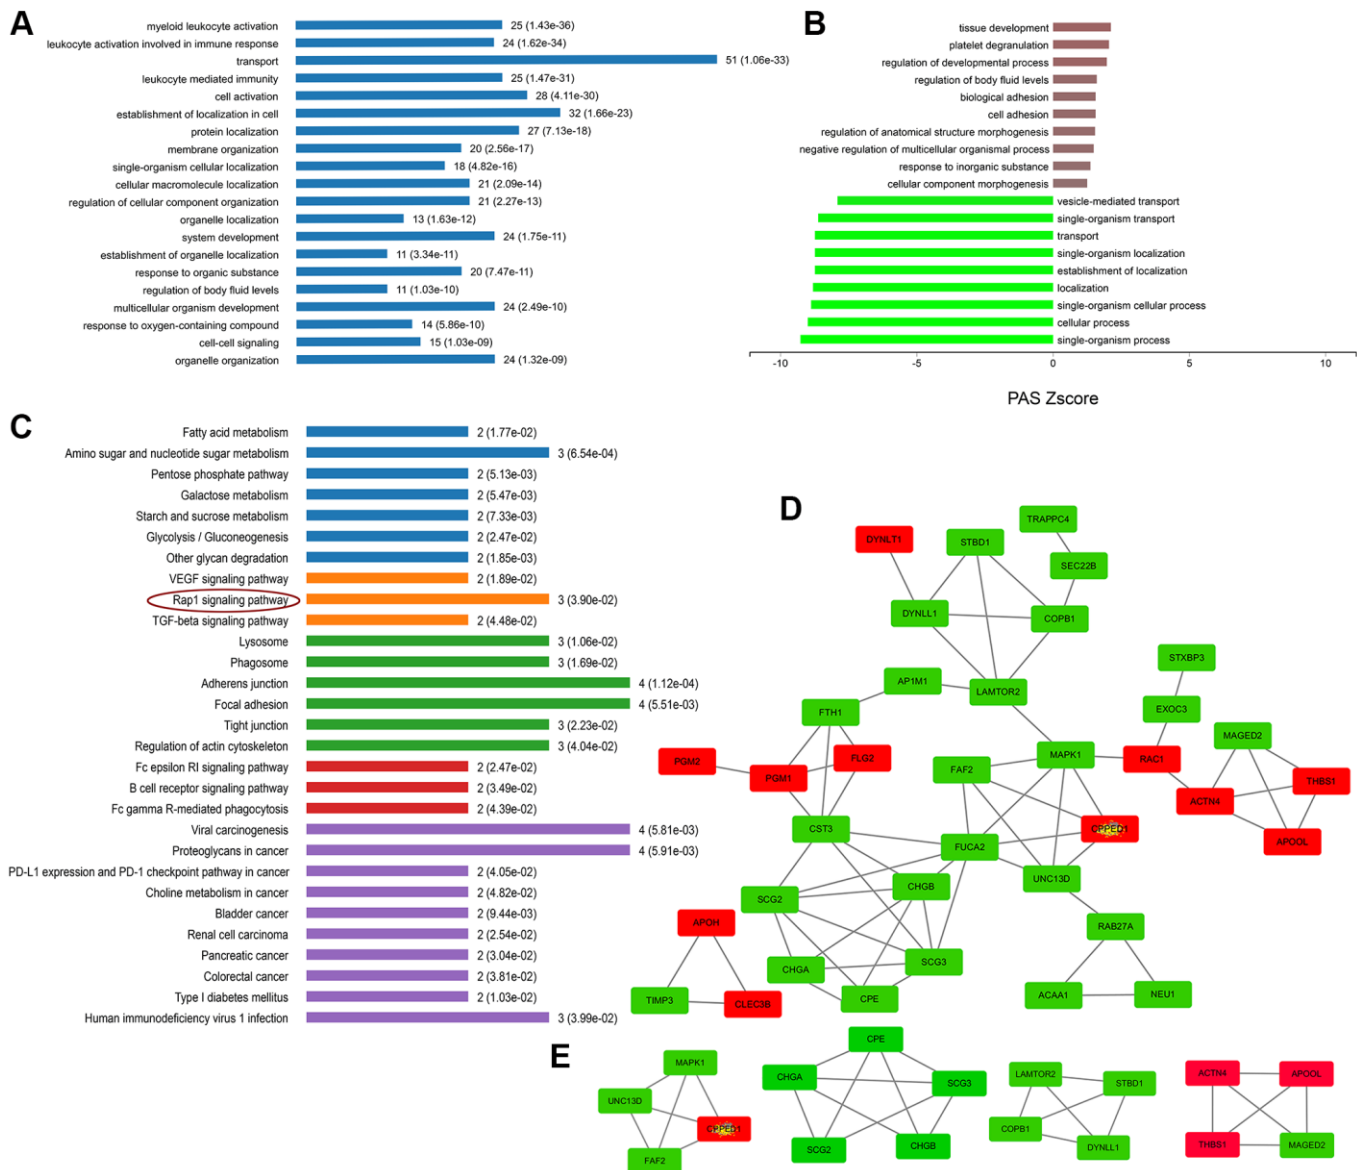 A
myeloid leukocyte activation 25 (1.43e-36)
leukocyte activation involved in immune response 24 (1.62e-34)
transport 51 (1.06e-33)
leukocyte mediated immunity 25 (1.47e-31)
cell activation 28 (4.11e-30)
establishment of localization in cell 32 (1.66e-23)
protein localization 27 (7.13e-18)
membrane organization 20 (2.56e-17)
single-organism cellular localization 18 (4.82e-16)
cellular macromolecule localization 21 (2.09e-14)
regulation of cellular component organization 21 (2.27e-13)
organelle localization 13 (1.63e-12)
system development 24 (1.75e-11)
establishment of organelle localization 11 (3.34e-11)
response to organic substance 20 (7.47e-11)
regulation of body fluid levels 11 (1.03e-10)
multicellular organism development 24 (2.49e-10)
response to oxygen-containing compound 14 (5.86e-10)
cell-cell signaling 15 (1.03e-09)
organelle organization 24 (1.32e-09)
B
tissue development
platelet degranulation
regulation of developmental process
regulation of body fluid levels
biological adhesion
cell adhesion
regulation of anatomical structure morphogenesis
negative regulation of multicellular organismal process
response to inorganic substance
cellular component morphogenesis
vesicle-mediated transport
single-organism transport
transport
single-organism localization
establishment of localization
localization
single-organism cellular process
cellular process
single-organism process
-10 -5 0 5 10
PAS Zscore
C
Fatty acid metabolism 2 (1.77e-02)
Amino sugar and nucleotide sugar metabolism 3 (6.54e-04)
Pentose phosphate pathway 2 (5.13e-03)
Galactose metabolism 2 (5.47e-03)
Starch and sucrose metabolism 2 (7.33e-03)
Glycolysis / Gluconeogenesis 2 (2.47e-02)
Other glycan degradation 2 (1.85e-03)
VEGF signaling pathway 2 (1.89e-02)
Rap1 signaling pathway 3 (3.90e-02)
TGF-beta signaling pathway 2 (4.48e-02)
Lysosome 3 (1.06e-02)
Phagosome 3 (1.69e-02)
Adherens junction 4 (1.12e-04)
Focal adhesion 4 (5.51e-03)
Tight junction 3 (2.23e-02)
Regulation of actin cytoskeleton 3 (4.04e-02)
Fc epsilon RI signaling pathway 2 (2.47e-02)
B cell receptor signaling pathway 2 (3.49e-02)
Fc gamma R-mediated phagocytosis 2 (4.39e-02)
Viral carcinogenesis 4 (5.81e-03)
Proteoglycans in cancer 4 (5.91e-03)
PD-L1 expression and PD-1 checkpoint pathway in cancer 2 (4.05e-02)
Choline metabolism in cancer 2 (4.82e-02)
Bladder cancer 2 (9.44e-03)
Renal cell carcinoma 2 (2.54e-02)
Pancreatic cancer 2 (3.04e-02)
Colorectal cancer 2 (3.81e-02)
Type I diabetes mellitus 2 (1.03e-02)
Human immunodeficiency virus 1 infection 3 (3.99e-02)
D
TRAPPC4
DYNLT1
STBD1
SEC22B
DYNLL1
COPB1
STXBP3
AP1M1
LAMTOR2
FTH1
EXOC3
MAGED2
PGM2
PGM1
FLG2
FAF2
MAPK1
RAC1
THBS1
ACTN4
CST3
CPPED1
APOOL
FUCA2
UNC13D
SCG2
CHGB
APOH
RAB27A
CHGA
SCG3
TIMP3
CLEC3B
CPE
ACAA1
NEU1
E
MAPK1
UNC13D
CPPED1
FAF2
CPE
CHGA
SCG3
SCG2
CHGB
LAMTOR2
STBD1
COPB1
DYNLL1
ACTN4
APOOL
THBS1
MAGED2